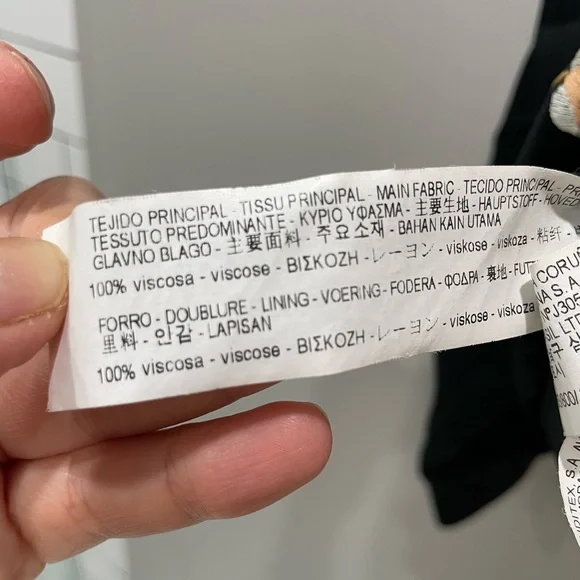 TEJIDO PRINCIPAL - TISSU PRINCIPAL - MAIN FABRIC - TECIDO PRINCIPAL -
TESSUTO PREDOMINANTE - ΚΥΡΙΟ ΥΦΑΣΜΑ - 主要生地 - HAUPTSTOFF -
GLAVNO BLAGO - 主要面料 - 주요소재 - BAHAN KAIN UTAMA
100% viscosa - viscose - ΒΙΣΚΟΖΗ - レーヨン - viskose - viskoza - 粘纤 -
FORRO - DOUBLURE - LINING - VOERING - FODERA - ΦΟΔΡΑ - 裏地 -
里料 - 인감 - LAPISAN
100% viscosa - viscose - ΒΙΣΚΟΖΗ - レーヨン - viskose - viskoza